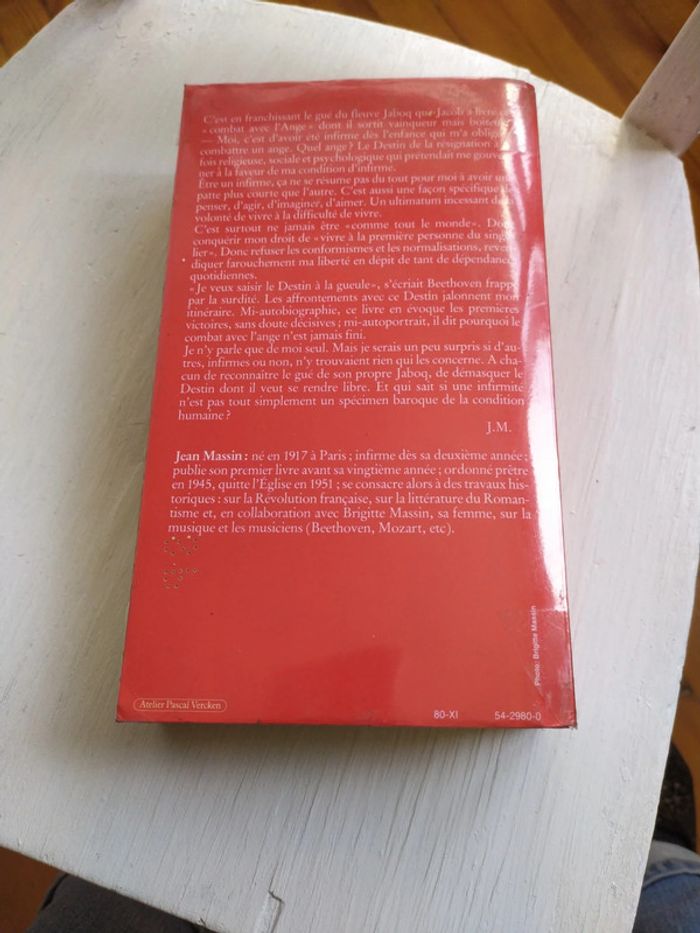 C'est en franchissant le gué du fleuve Jaboq que Jacob a livré
« combat avec l'Ange » dont il sortit vainqueur mais boiteux.
— Moi, c'est d'avoir été infirme dès l'enfance qui m'a obligé
combattre un ange. Quel ange ? Le Destin de la résignation à
fois religieuse, sociale et psychologique qui prétendait me gouver-
ner à la faveur de ma condition d'infirme.
Être un infirme, ça ne se résume pas du tout pour moi à avoir une
patte plus courte que l'autre. C'est aussi une façon spécifique de
penser, d'agir, d'imaginer, d'aimer. Un ultimatum incessant de la
volonté de vivre à la difficulté de vivre.
C'est surtout ne jamais être «comme tout le monde». Donc
conquérir mon droit de «vivre à la première personne du singu-
lier». Donc refuser les conformismes et les normalisations, reven-
diquer farouchement ma liberté en dépit de tant de dépendances
quotidiennes.
«Je veux saisir le Destin à la gueule», s'écriait Beethoven frappé
par la surdité. Les affrontements avec ce Destin jalonnent mon
itinéraire. Mi-autobiographie, ce livre en évoque les premières
victoires, sans doute décisives ; mi-autoportrait, il dit pourquoi le
combat avec l'ange n'est jamais fini.
Je n'y parle que de moi seul. Mais je serais un peu surpris si d'au-
tres, infirmes ou non, n'y trouvaient rien qui les concerne. A cha-
cun de reconnaître le gué de son propre Jaboq, de démasquer le
Destin dont il veut se rendre libre. Et qui sait si une infirmité
n'est pas tout simplement un spécimen baroque de la condition
humaine ?
J.M.
Jean Massin : né en 1917 à Paris ; infirme dès sa deuxième année ;
publie son premier livre avant sa vingtième année ; ordonné prêtre
en 1945, quitte l'Église en 1951 ; se consacre alors à des travaux his-
toriques : sur la Révolution française, sur la littérature du Roman-
tisme et, en collaboration avec Brigitte Massin, sa femme, sur la
musique et les musiciens (Beethoven, Mozart, etc).
Photo: Brigitte Massin
Atelier Pascal Vercken
80-XI 54-2980-0